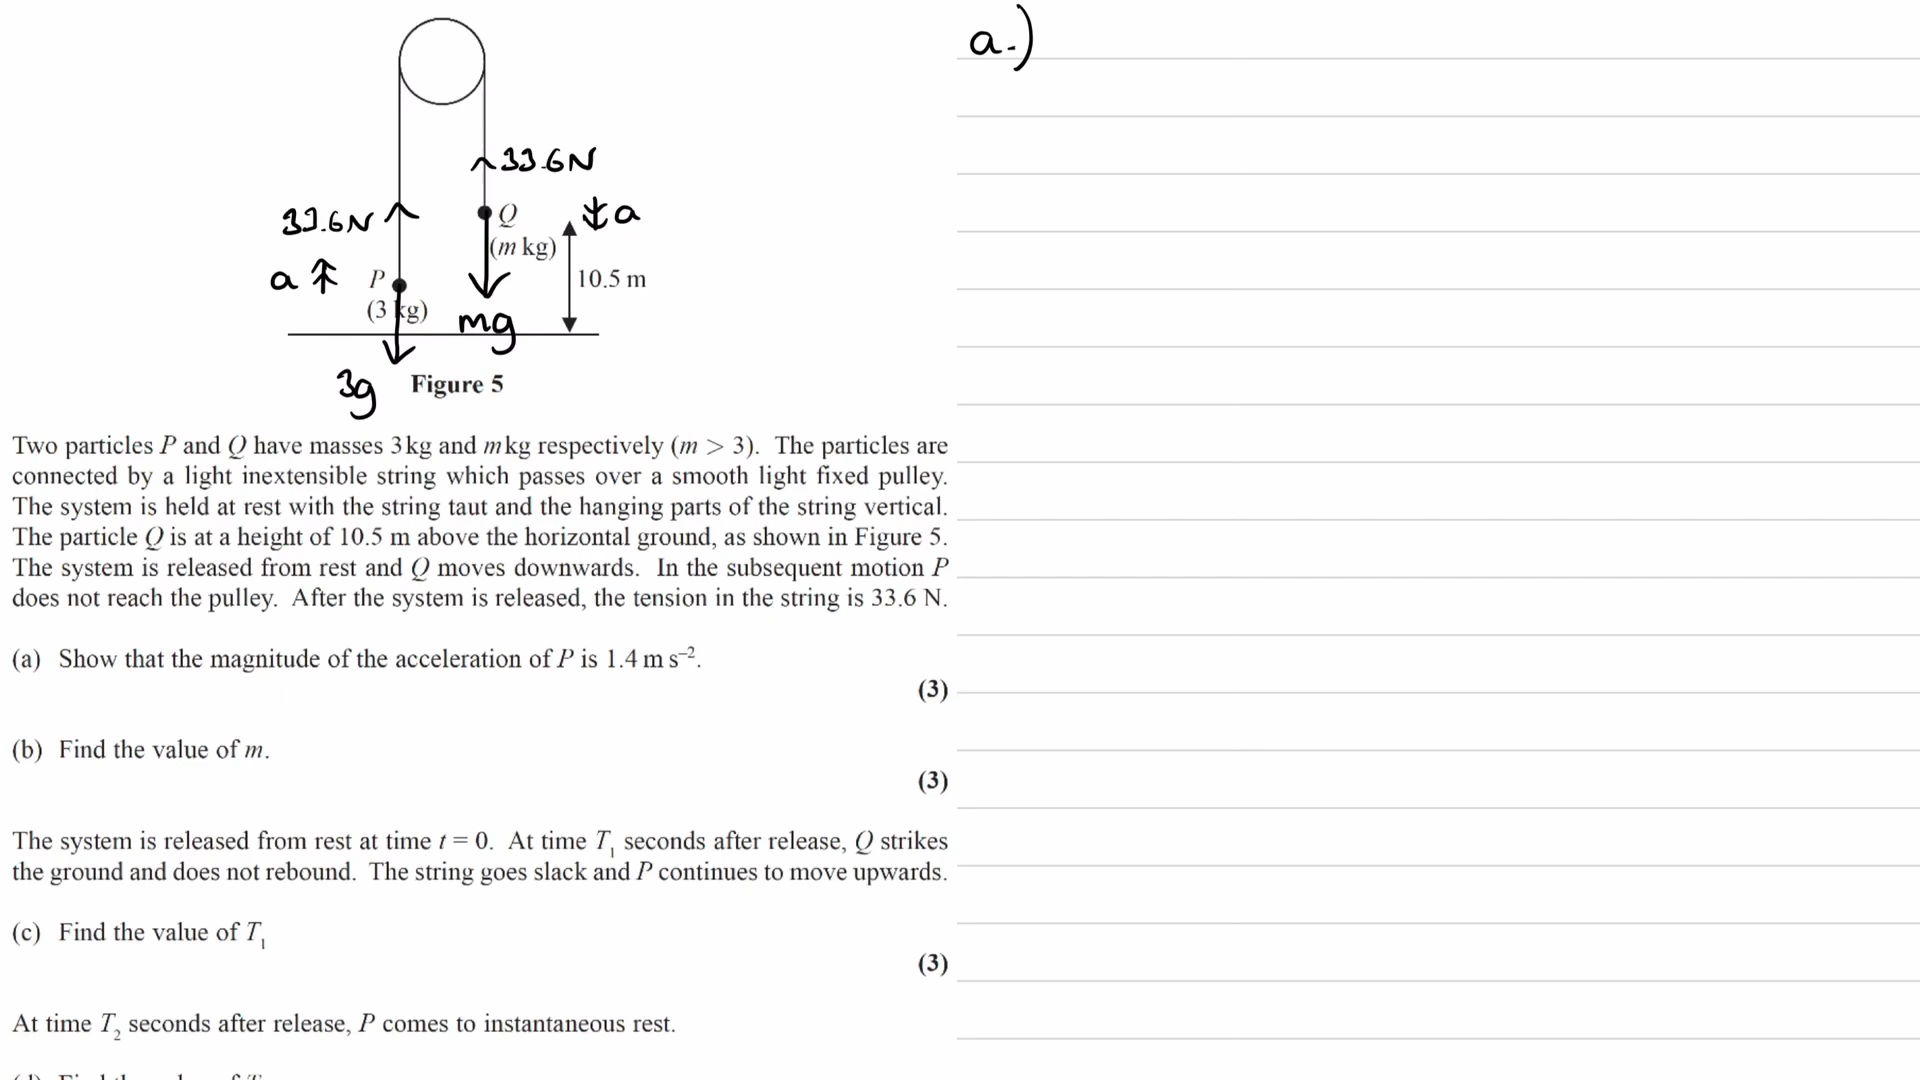 a.)
33.6N
33.6N
Q
a
(m kg)
a
P
10.5 m
(3 kg)
mg
3g
Figure 5
Two particles P and Q have masses 3 kg and m kg respectively (m > 3). The particles are
connected by a light inextensible string which passes over a smooth light fixed pulley.
The system is held at rest with the string taut and the hanging parts of the string vertical.
The particle Q is at a height of 10.5 m above the horizontal ground, as shown in Figure 5.
The system is released from rest and Q moves downwards. In the subsequent motion P
does not reach the pulley. After the system is released, the tension in the string is 33.6 N.
(a) Show that the magnitude of the acceleration of P is 1.4 m s⁻².
(3)
(b) Find the value of m.
(3)
The system is released from rest at time t = 0. At time T₁ seconds after release, Q strikes
the ground and does not rebound. The string goes slack and P continues to move upwards.
(c) Find the value of T₁
(3)
At time T₂ seconds after release, P comes to instantaneous rest.